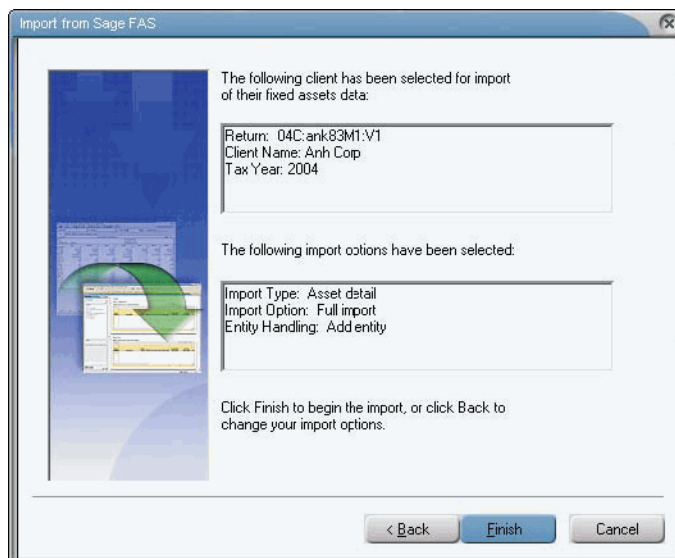 Import from Sage FAS
The following client has been selected for import
of their fixed assets data:
Return: 04C:ank83M1:V1
Client Name: Anh Corp
Tax Year: 2004
The following import options have been selected:
Import Type: Asset detail
Import Option: Full import
Entity Handling: Add entity
Click Finish to begin the import, or click Back to
change your import options.
< Back
Finish
Cancel